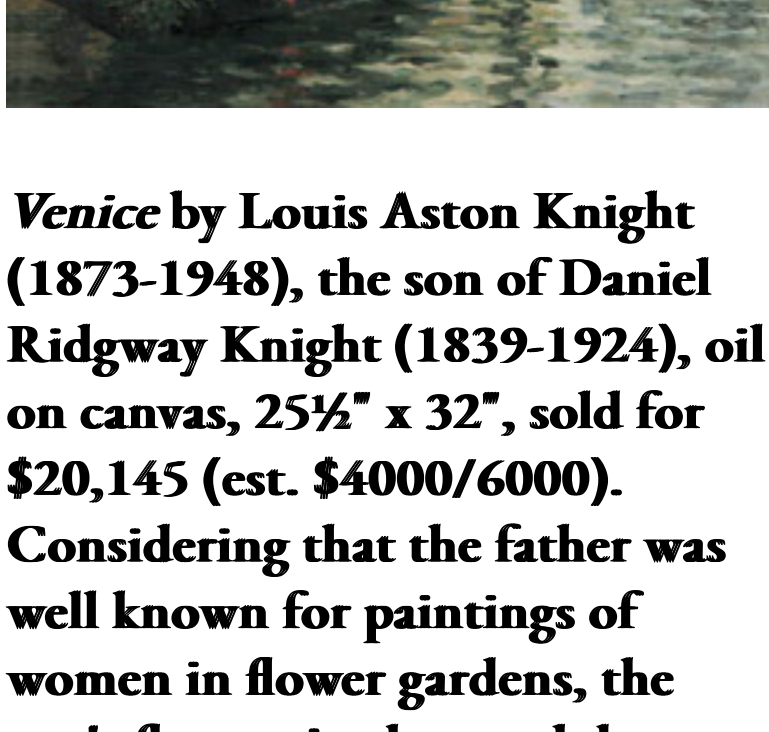 Venice by Louis Aston Knight
(1873-1948), the son of Daniel
Ridgway Knight (1839-1924), oil
on canvas, 25½" x 32", sold for
$20,145 (est. $4000/6000).
Considering that the father was
well known for paintings of
women in flower gardens, the